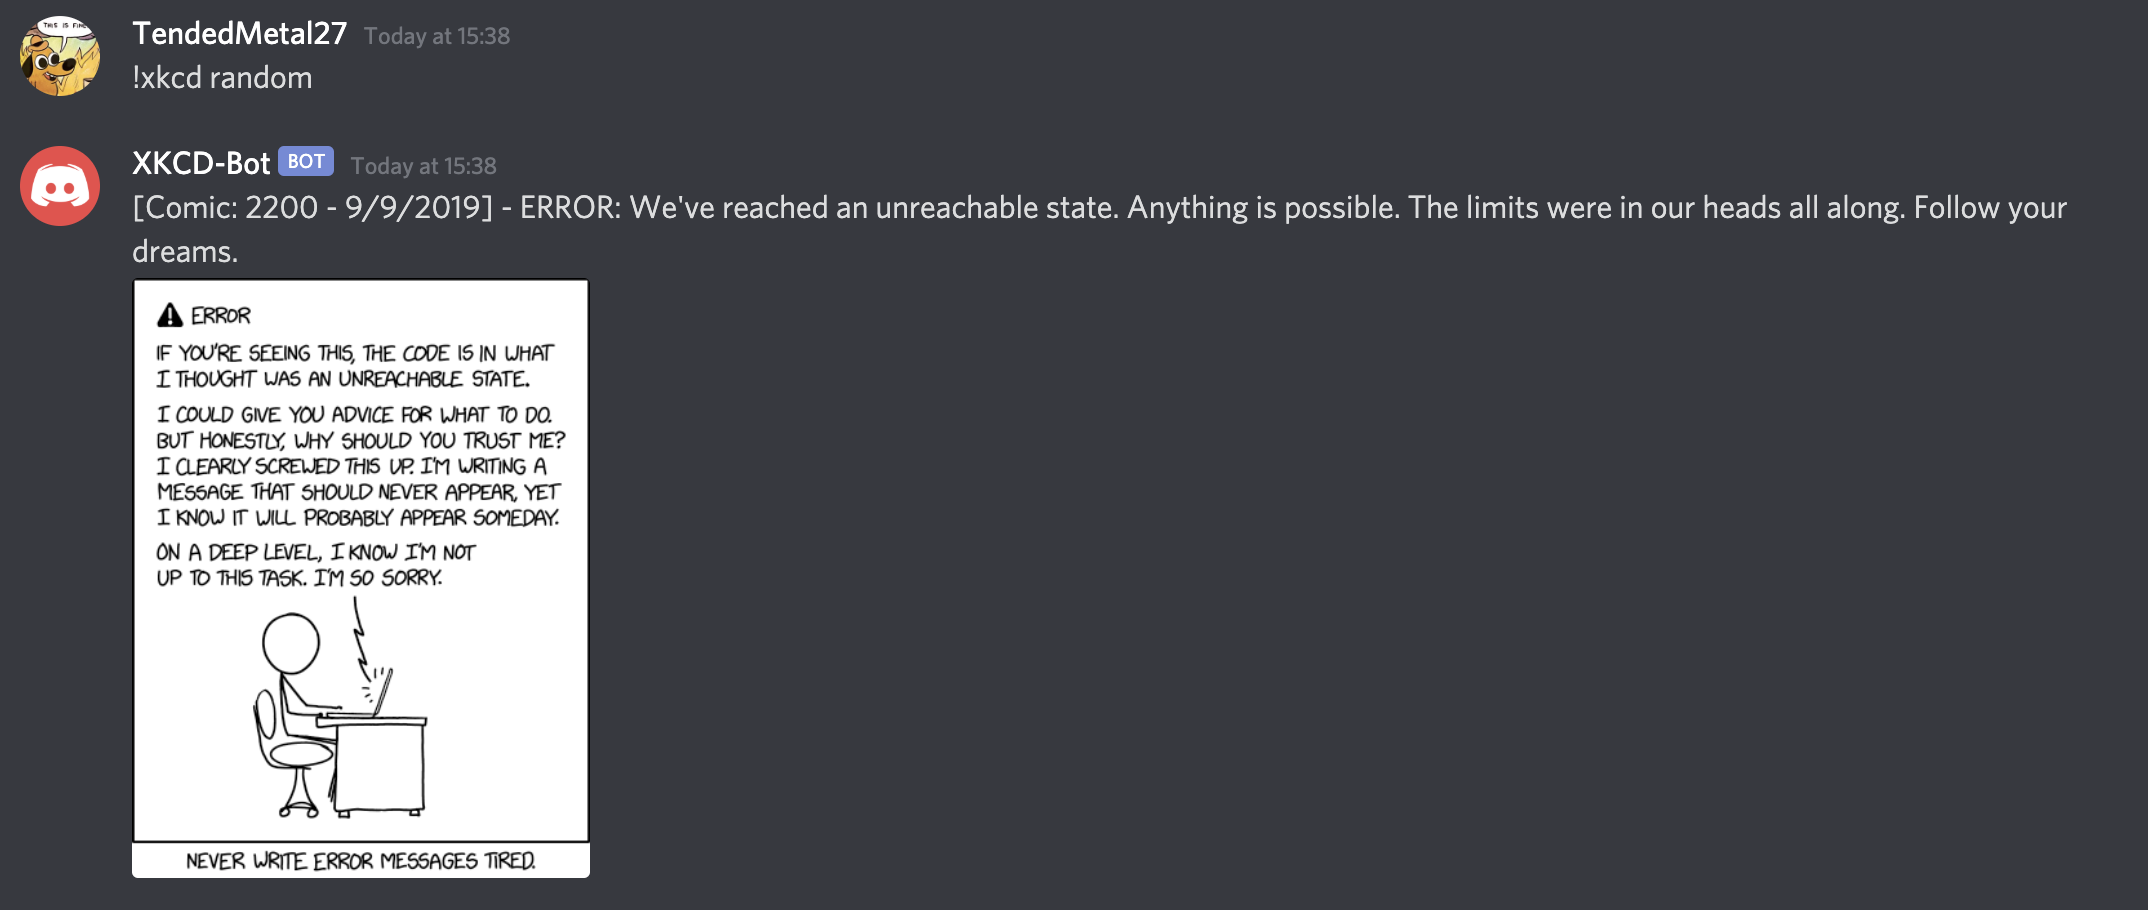 THIS IS FINE
TendedMetal27 Today at 15:38
!xkcd random
XKCD-Bot BOT Today at 15:38
[Comic: 2200 - 9/9/2019] - ERROR: We've reached an unreachable state. Anything is possible. The limits were in our heads all along. Follow your
dreams.
ERROR
IF YOU'RE SEEING THIS, THE CODE IS IN WHAT
I THOUGHT WAS AN UNREACHABLE STATE.
I COULD GIVE YOU ADVICE FOR WHAT TO DO.
BUT HONESTLY, WHY SHOULD YOU TRUST ME?
I CLEARLY SCREWED THIS UP. I'M WRITING A
MESSAGE THAT SHOULD NEVER APPEAR, YET
I KNOW IT WILL PROBABLY APPEAR SOMEDAY.
ON A DEEP LEVEL, I KNOW I'M NOT
UP TO THIS TASK. I'M SO SORRY.
NEVER WRITE ERROR MESSAGES TIRED.